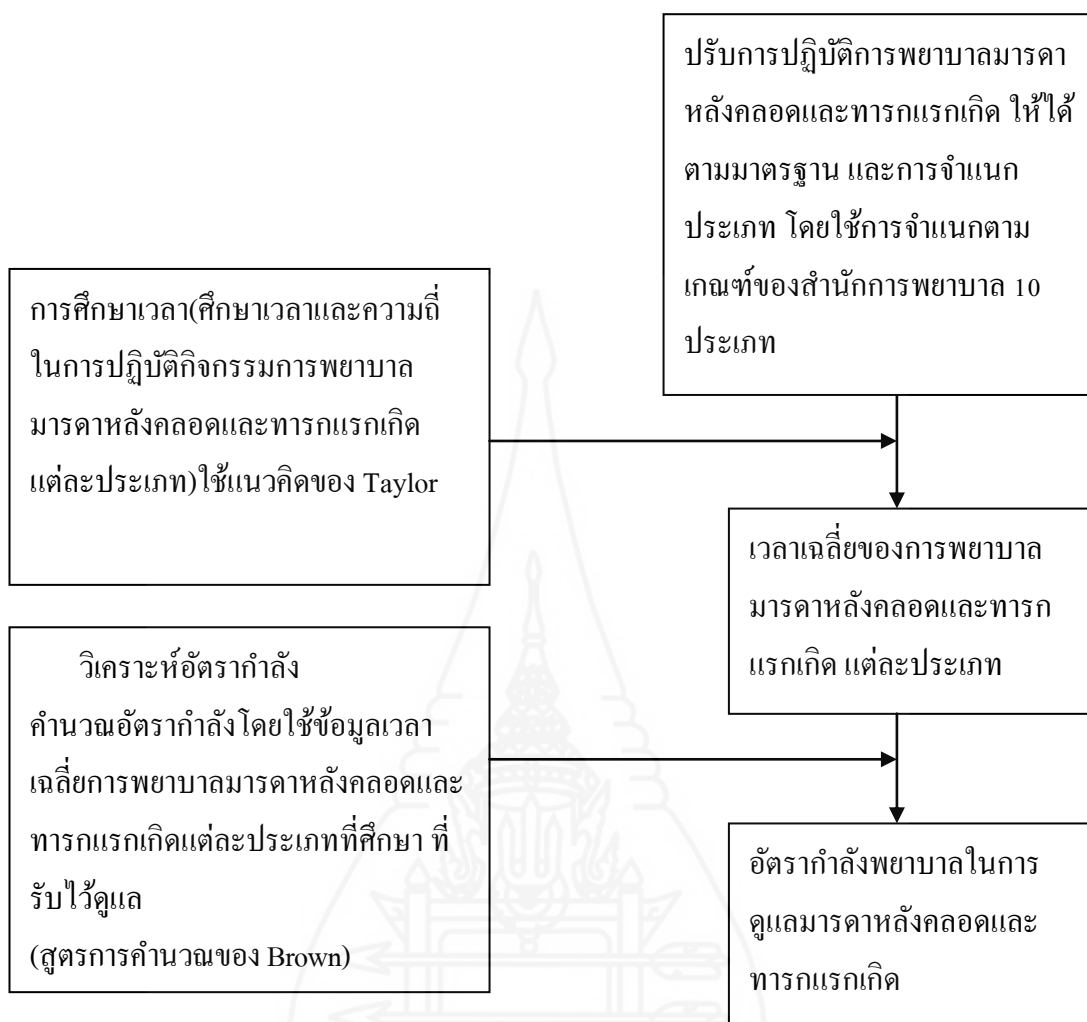 ปรับการปฏิบัติการพยาบาลมารดา
หลังคลอดและทารกแรกเกิด ให้ได้
ตามมาตรฐาน และการจำแนก
ประเภท โดยใช้การจำแนกตาม
เกณฑ์ของสำนักการพยาบาล 10
ประเภท
การศึกษาเวลา(ศึกษาเวลาและความถี่
ในการปฏิบัติกิจกรรมการพยาบาล
มารดาหลังคลอดและทารกแรกเกิด
แต่ละประเภท)ใช้แนวคิดของ Taylor
เวลาเฉลี่ยของการพยาบาล
มารดาหลังคลอดและทารก
แรกเกิด แต่ละประเภท
วิเคราะห์อัตรากำลัง
คำนวณอัตรากำลังโดยใช้ข้อมูลเวลา
เฉลี่ยการพยาบาลมารดาหลังคลอดและ
ทารกแรกเกิดแต่ละประเภทที่ศึกษา ที่
รับไว้ดูแล
(สูตรการคำนวณของ Brown)
อัตรากำลังพยาบาลในการ
ดูแลมารดาหลังคลอดและ
ทารกแรกเกิด